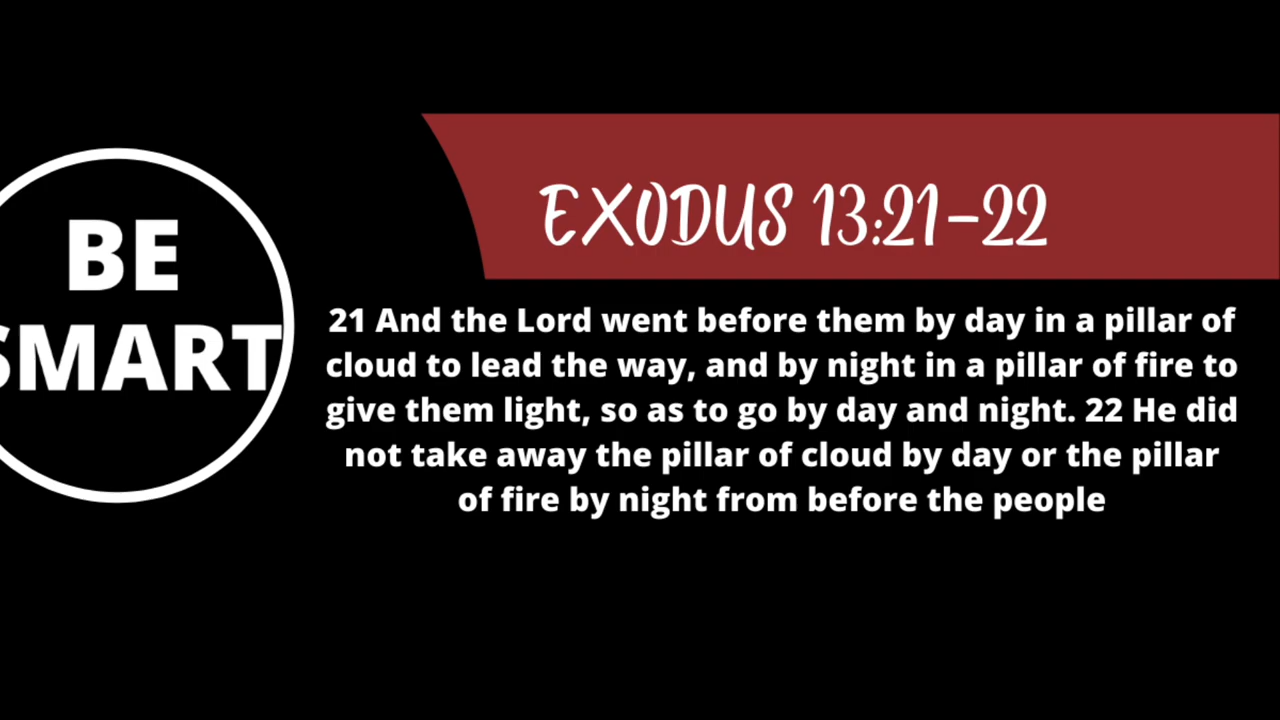 BE
SMART
EXODUS 13:21-22
21 And the Lord went before them by day in a pillar of
cloud to lead the way, and by night in a pillar of fire to
give them light, so as to go by day and night. 22 He did
not take away the pillar of cloud by day or the pillar
of fire by night from before the people